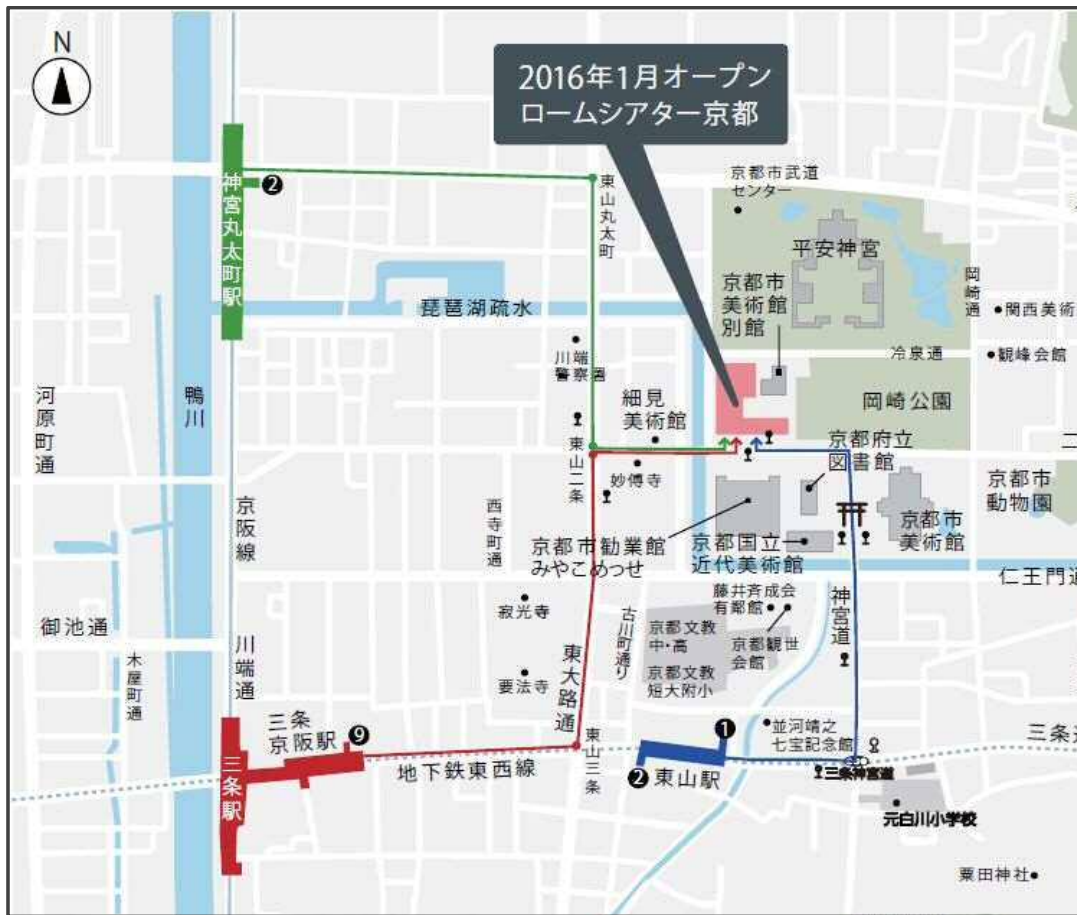 N
2016年1月オープン
ロームシアター京都
神宮丸太町駅
2
東山丸太町
京都市武道
センター
平安神宮
京都市
美術館
別館
岡崎通
関西美術
琵琶湖疏水
川端
警察署
冷泉通
観峰会館
細見
美術館
岡崎公園
河原町通
鴨川
東山二条
妙傅寺
京都府立
図書館
二
京都市
動物園
京阪線
西寺町通
京都市勧業館
みやこめっせ
京都国立
近代美術館
京都市
美術館
仁王門通
寂光寺
古川町通り
藤井斉成会
有鄰館
京都観世
会館
神宮道
御池通
木屋町通
川端通
京都文教
中・高
京都文教
短大附小
要法寺
東大路通
三条
京阪駅
9
三条駅
地下鉄東西線
東山三条
1
2
東山駅
並河靖之
七宝記念館
三条神宮道
三条通
元白川小学校
粟田神社